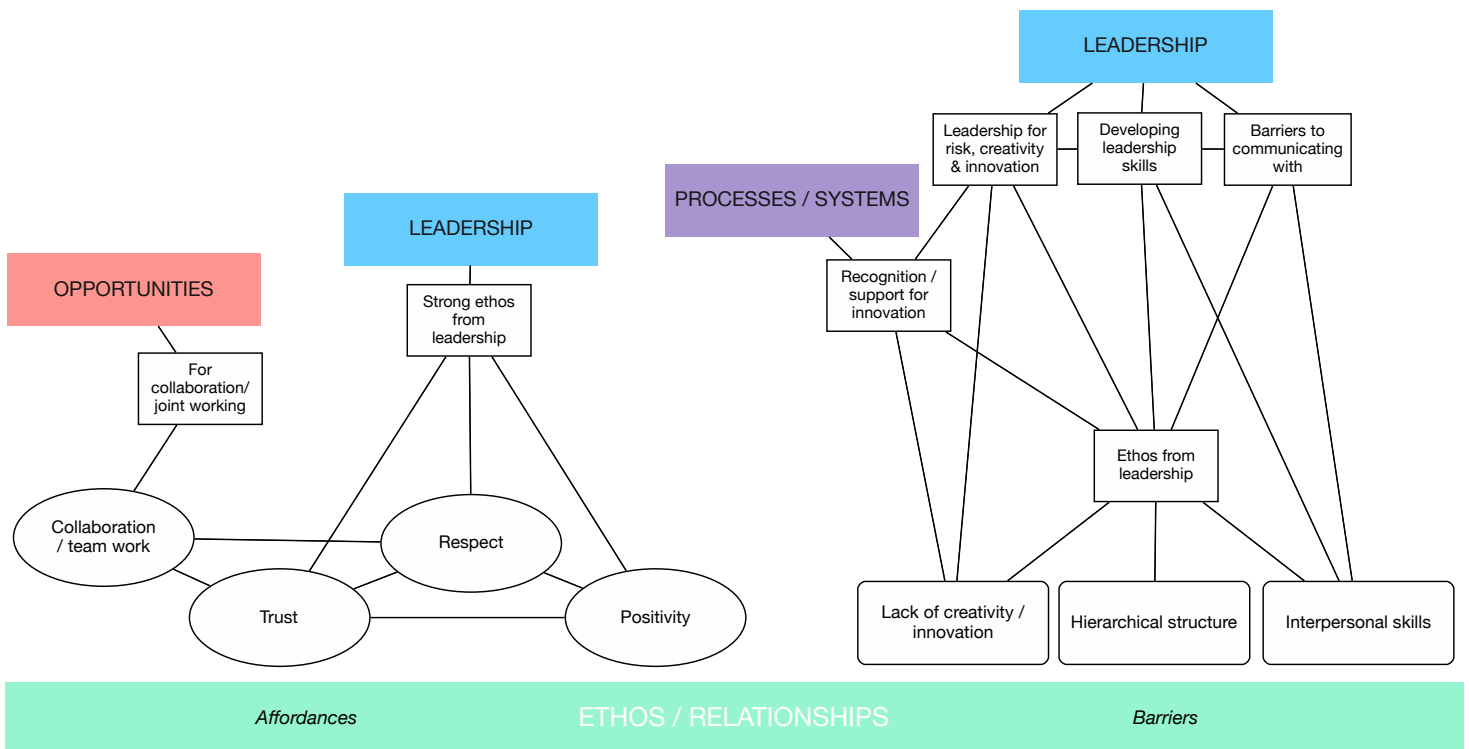 OPPORTUNITIES
For
collaboration/
joint working
LEADERSHIP
Strong ethos
from
leadership
Collaboration
/ team work
Respect
Trust
Positivity
PROCESSES / SYSTEMS
LEADERSHIP
Leadership for
risk, creativity
& innovation
Developing
leadership
skills
Barriers to
communicating
with
Recognition /
support for
innovation
Ethos from
leadership
Lack of creativity /
innovation
Hierarchical structure
Interpersonal skills
Affordances
ETHOS / RELATIONSHIPS
Barriers